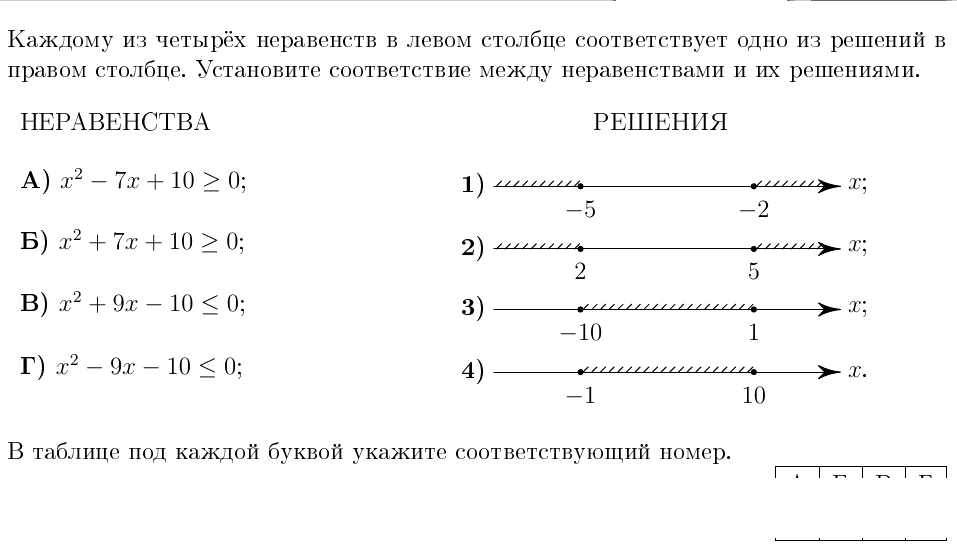 Каждому из четырёх неравенств в левом столбце соответствует одно из решений в
правом столбце. Установите соответствие между неравенствами и их решениями.
НЕРАВЕНСТВА
РЕШЕНИЯ
А) x² − 7x + 10 ≥ 0;
Б) x² + 7x + 10 ≥ 0;
В) x² + 9x − 10 ≤ 0;
Г) x² − 9x − 10 ≤ 0;
1) x;
−5 −2
2) x;
2 5
3) x;
−10 1
4) x.
−1 10
В таблице под каждой буквой укажите соответствующий номер.